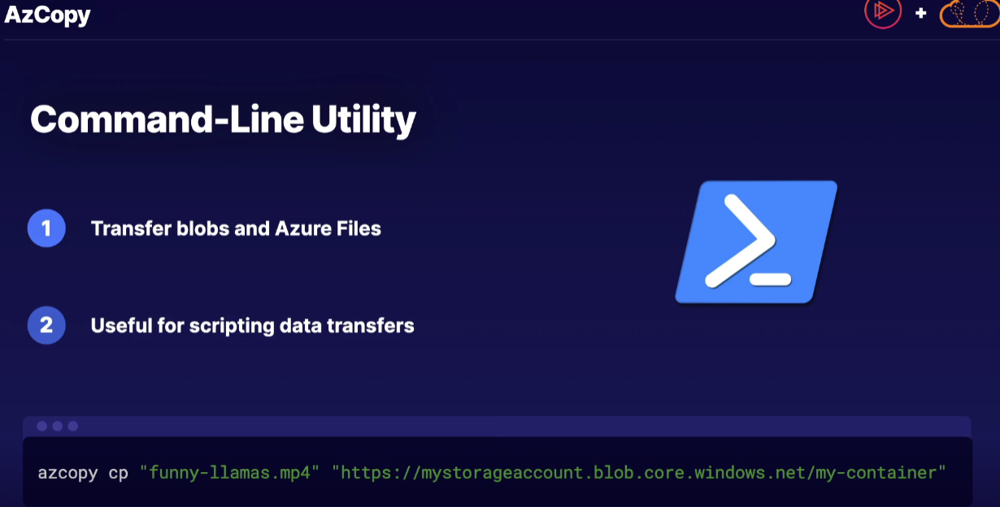 AzCopy
+
Command-Line Utility
1 Transfer blobs and Azure Files
2 Useful for scripting data transfers
azcopy cp "funny-llamas.mp4" "https://mystorageaccount.blob.core.windows.net/my-container"